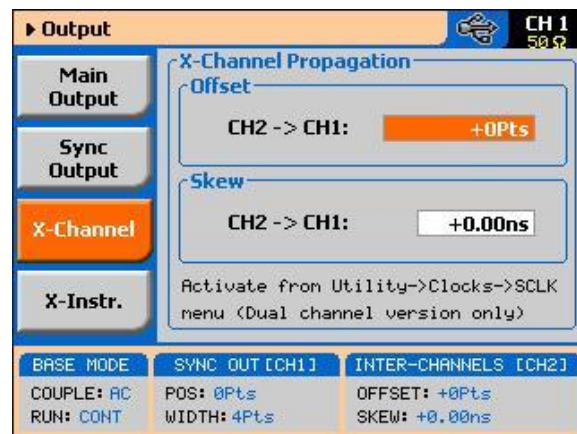 ▸ Output
CH 1
50 Ω
Main
Output
Sync
Output
X-Channel
X-Instr.
X-Channel Propagation
Offset
CH2 -> CH1: +0Pts
Skew
CH2 -> CH1: +0.00ns
Activate from Utility->Clocks->SCLK
menu (Dual channel version only)
BASE MODE
COUPLE: AC
RUN: CONT
SYNC OUT [CH1]
POS: 0Pts
WIDTH: 4Pts
INTER-CHANNELS [CH2]
OFFSET: +0Pts
SKEW: +0.00ns